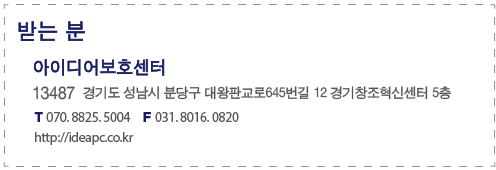 받는 분
아이디어보호센터
13487 경기도 성남시 분당구 대왕판교로645번길 12 경기창조혁신센터 5층
T 070. 8825. 5004 F 031. 8016. 0820
http://ideapc.co.kr